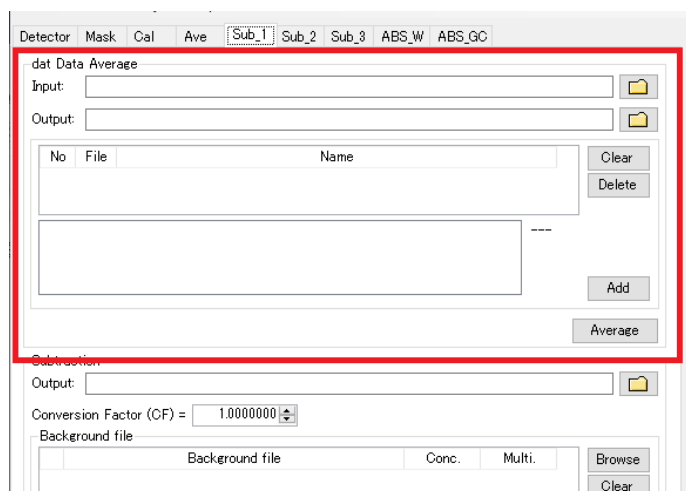 Detector Mask Cal Ave Sub_1 Sub_2 Sub_3 ABS_W ABS_GC
dat Data Average
Input:
Output:
No File Name Clear
Delete
---
Add
Average
Subtraction
Output:
Conversion Factor (CF) = 1.0000000
Background file
Background file Conc. Multi. Browse
Clear